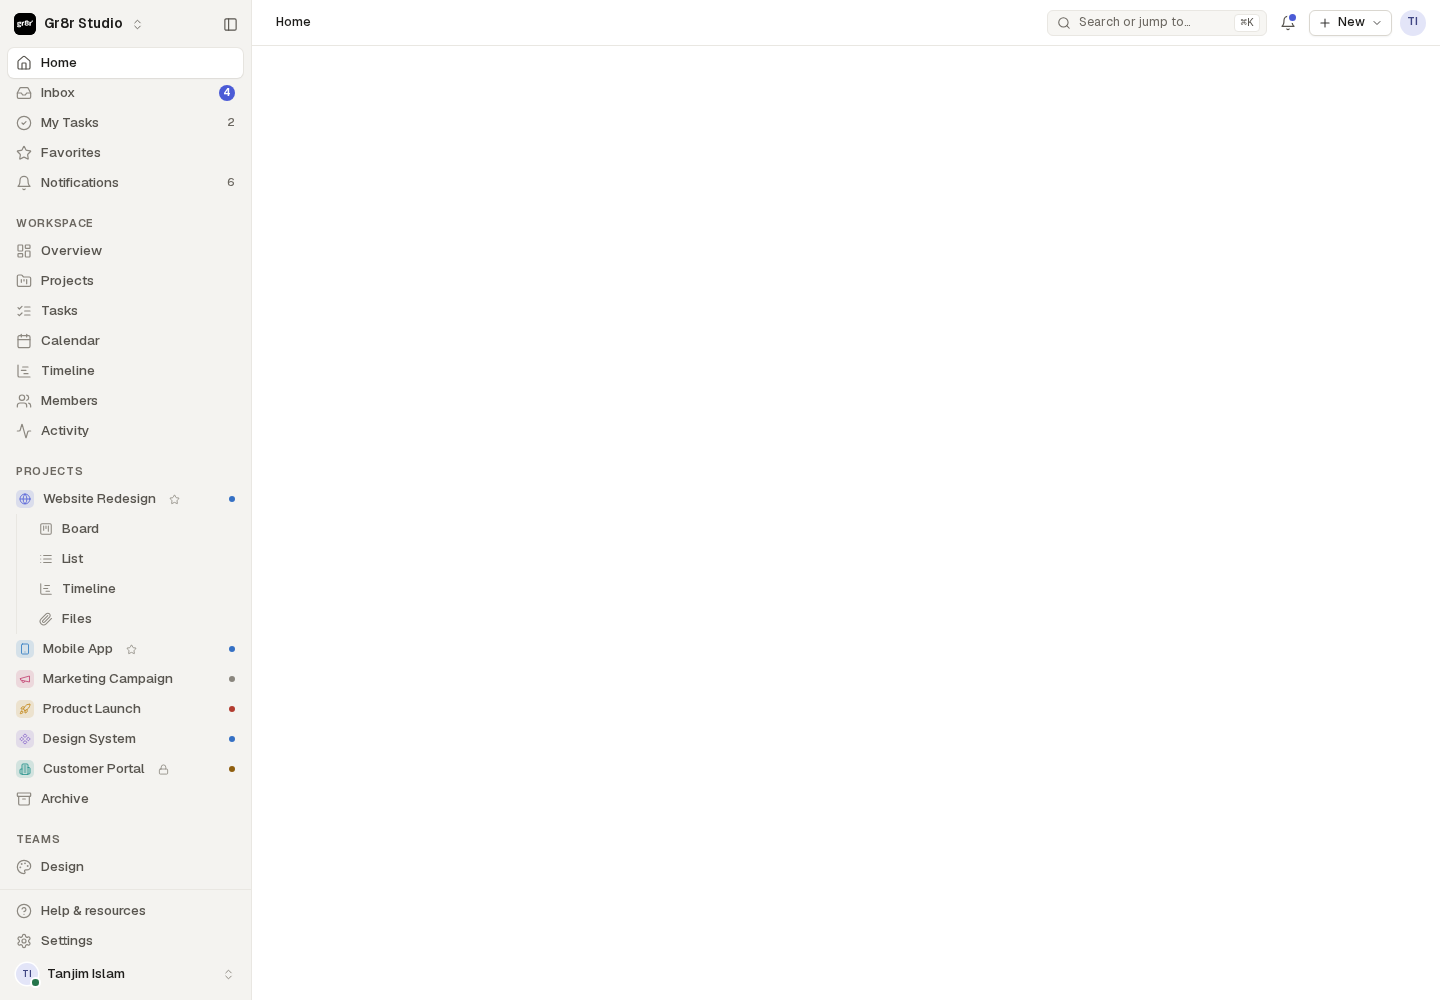 gr8r Gr8r Studio
Home
Search or jump to... ⌘K
New
TI
Home
Inbox 4
My Tasks 2
Favorites
Notifications 6
WORKSPACE
Overview
Projects
Tasks
Calendar
Timeline
Members
Activity
PROJECTS
Website Redesign
Board
List
Timeline
Files
Mobile App
Marketing Campaign
Product Launch
Design System
Customer Portal
Archive
TEAMS
Design
Help & resources
Settings
TI Tanjim Islam